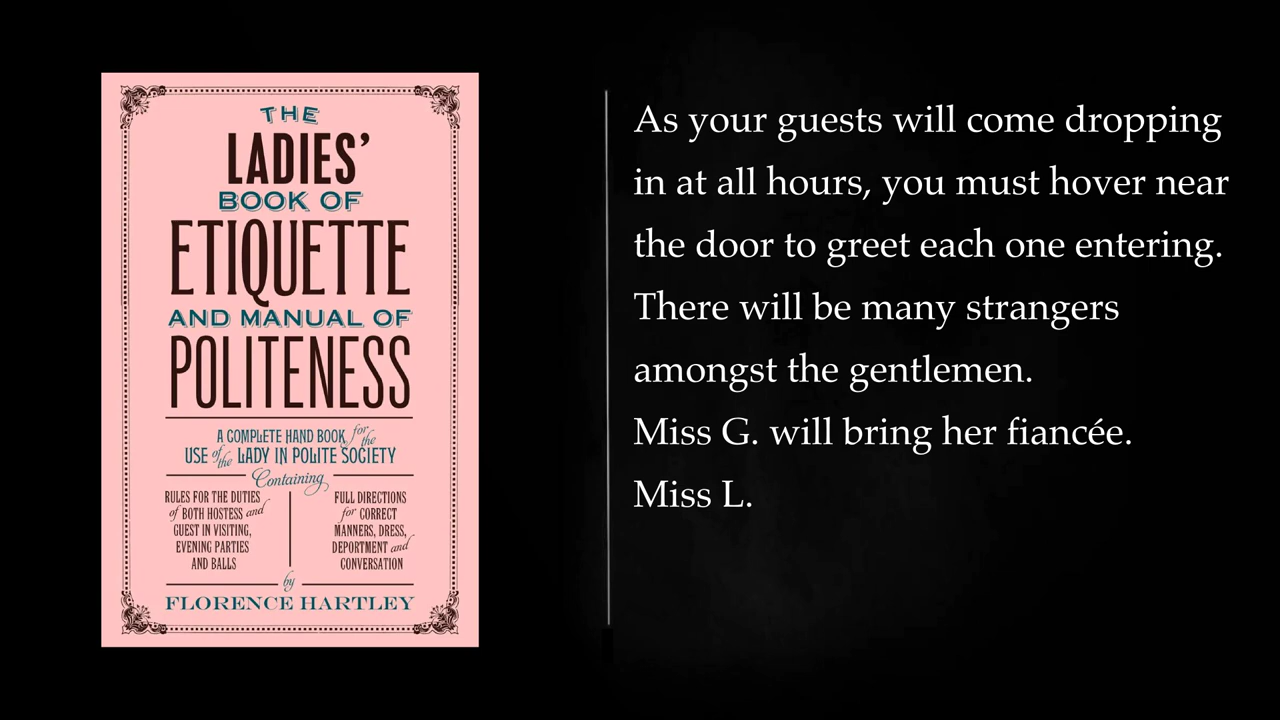 THE
LADIES’
BOOK OF
ETIQUETTE
AND MANUAL OF
POLITENESS
A COMPLETE HAND BOOK for the
USE of the LADY IN POLITE SOCIETY
Containing
RULES FOR THE DUTIES
of BOTH HOSTESS and
GUEST IN VISITING,
EVENING PARTIES
AND BALLS
FULL DIRECTIONS
for CORRECT
MANNERS, DRESS,
DEPORTMENT and
CONVERSATION
by
FLORENCE HARTLEY
As your guests will come dropping
in at all hours, you must hover near
the door to greet each one entering.
There will be many strangers
amongst the gentlemen.
Miss G. will bring her fiancée.
Miss L.